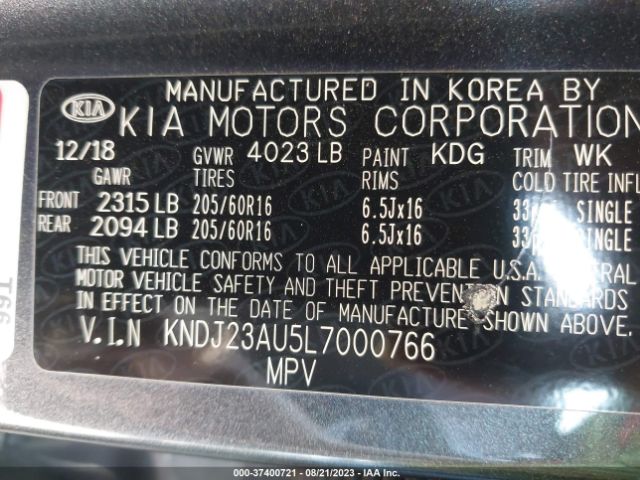 MANUFACTURED IN KOREA BY
KIA KIA MOTORS CORPORATION
12/18 GVWR 4023 LB PAINT KDG TRIM WK
GAWR TIRES RIMS COLD TIRE INFL
FRONT 2315 LB 205/60R16 6.5Jx16 33 SINGLE
REAR 2094 LB 205/60R16 6.5Jx16 33 SINGLE
THIS VEHICLE CONFORMS TO ALL APPLICABLE U.S.A.
MOTOR VEHICLE SAFETY AND THEFT PREVENTION STANDARDS
IN EFFECT ON THE DATE OF MANUFACTURE SHOWN ABOVE.
V.I.N KNDJ23AU5L7000766
MPV
000-37400721 - 08/21/2023 - IAA Inc.